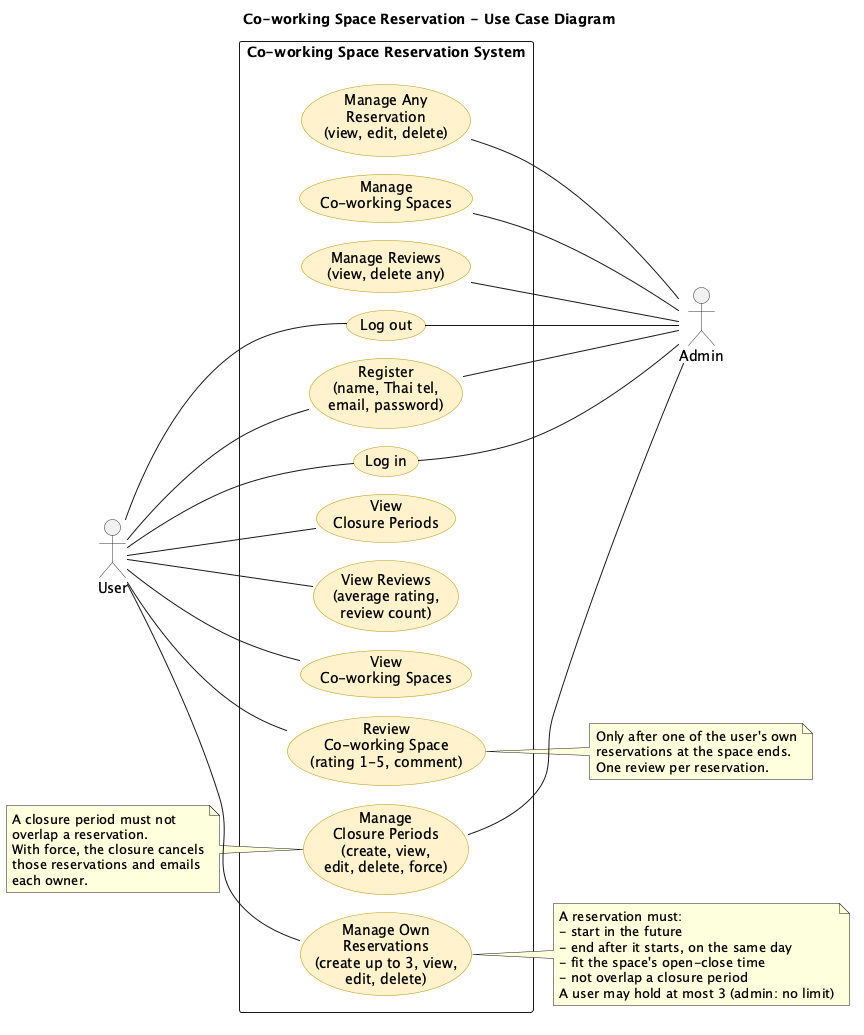 Co-working Space Reservation - Use Case Diagram
Co-working Space Reservation System
Manage Any
Reservation
(view, edit, delete)
Manage
Co-working Spaces
Manage Reviews
(view, delete any)
Log out
Admin
Register
(name, Thai tel,
email, password)
Log in
View
Closure Periods
User
View Reviews
(average rating,
review count)
View
Co-working Spaces
Review
Co-working Space
(rating 1-5, comment)
Only after one of the user's own
reservations at the space ends.
One review per reservation.
A closure period must not
overlap a reservation.
With force, the closure cancels
those reservations and emails
each owner.
Manage
Closure Periods
(create, view,
edit, delete, force)
Manage Own
Reservations
(create up to 3, view,
edit, delete)
A reservation must:
- start in the future
- end after it starts, on the same day
- fit the space's open-close time
- not overlap a closure period
A user may hold at most 3 (admin: no limit)